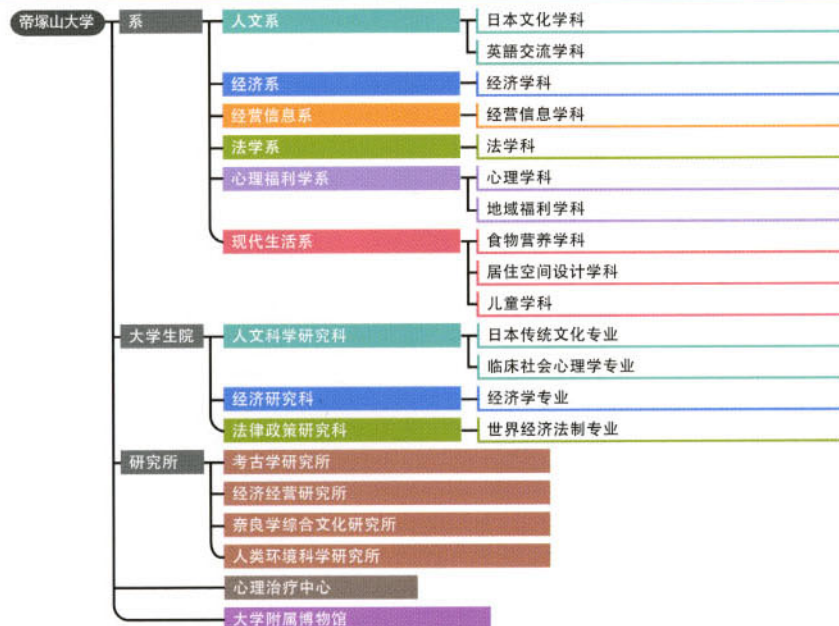 帝塚山大学
系
人文系
日本文化学科
英語交流学科
经济系
经济学科
经营信息系
经营信息学科
法学系
法学科
心理福利学系
心理学科
地域福利学科
现代生活系
食物营养学科
居住空间设计学科
儿童学科
大学生院
人文科学研究科
日本传统文化专业
临床社会心理学专业
经济研究科
经济学专业
法律政策研究科
世界经济法制专业
研究所
考古学研究所
经济经营研究所
奈良学综合文化研究所
人类环境科学研究所
心理治疗中心
大学附属博物馆